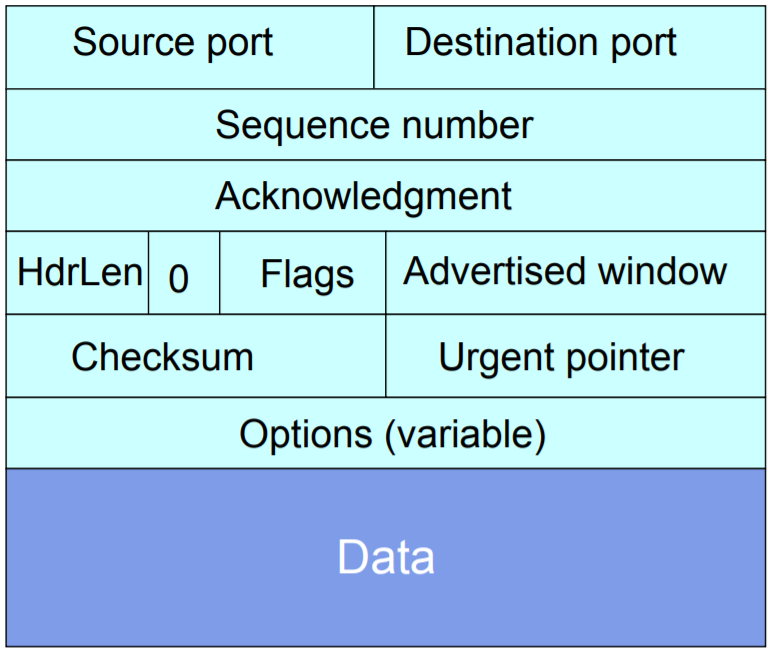 Source port
Destination port
Sequence number
Acknowledgment
HdrLen
0
Flags
Advertised window
Checksum
Urgent pointer
Options (variable)
Data